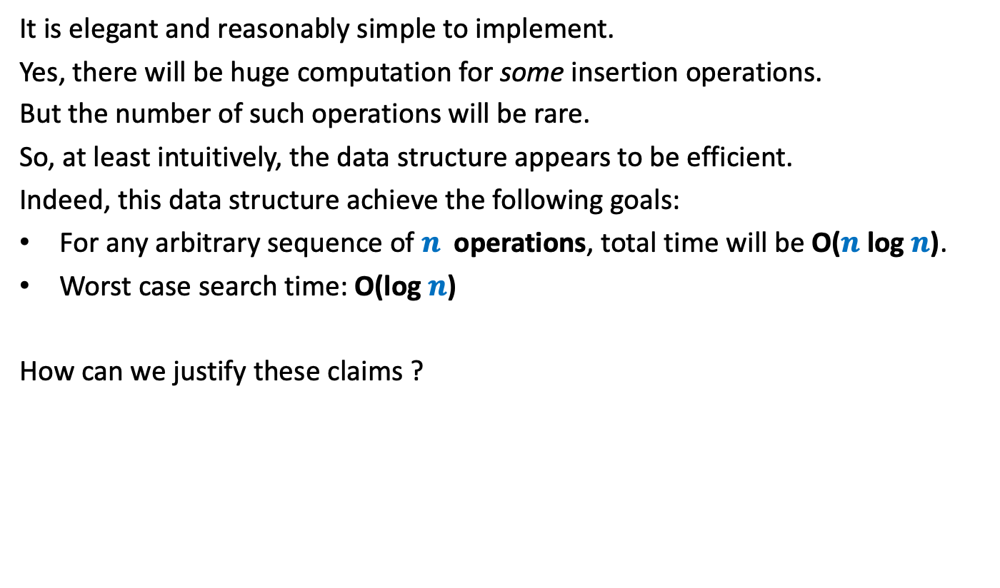 It is elegant and reasonably simple to implement.
Yes, there will be huge computation for some insertion operations.
But the number of such operations will be rare.
So, at least intuitively, the data structure appears to be efficient.
Indeed, this data structure achieve the following goals:
• For any arbitrary sequence of n operations, total time will be O(n log n).
• Worst case search time: O(log n)
How can we justify these claims ?